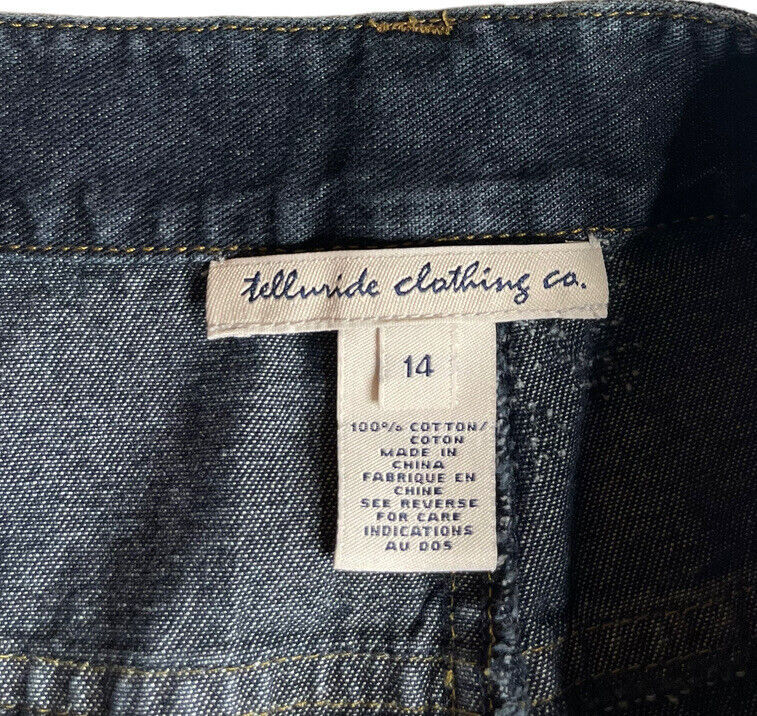 telluride clothing co.
14
100% COTTON/
COTON
MADE IN
CHINA
FABRIQUE EN
CHINE
SEE REVERSE
FOR CARE
INDICATIONS
AU DOS